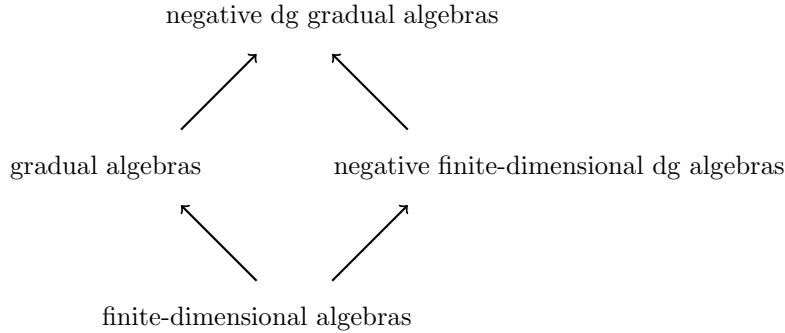 negative dg gradual algebras
gradual algebras
negative finite-dimensional dg algebras
finite-dimensional algebras